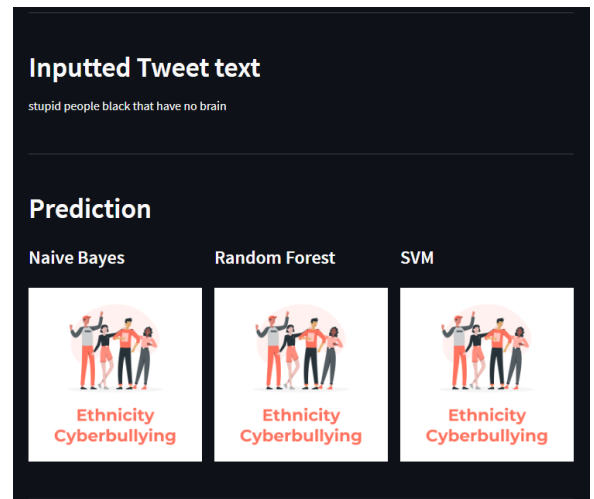 Inputted Tweet text
stupid people black that have no brain
Prediction
Naive Bayes
Random Forest
SVM
Ethnicity
Cyberbullying
Ethnicity
Cyberbullying
Ethnicity
Cyberbullying